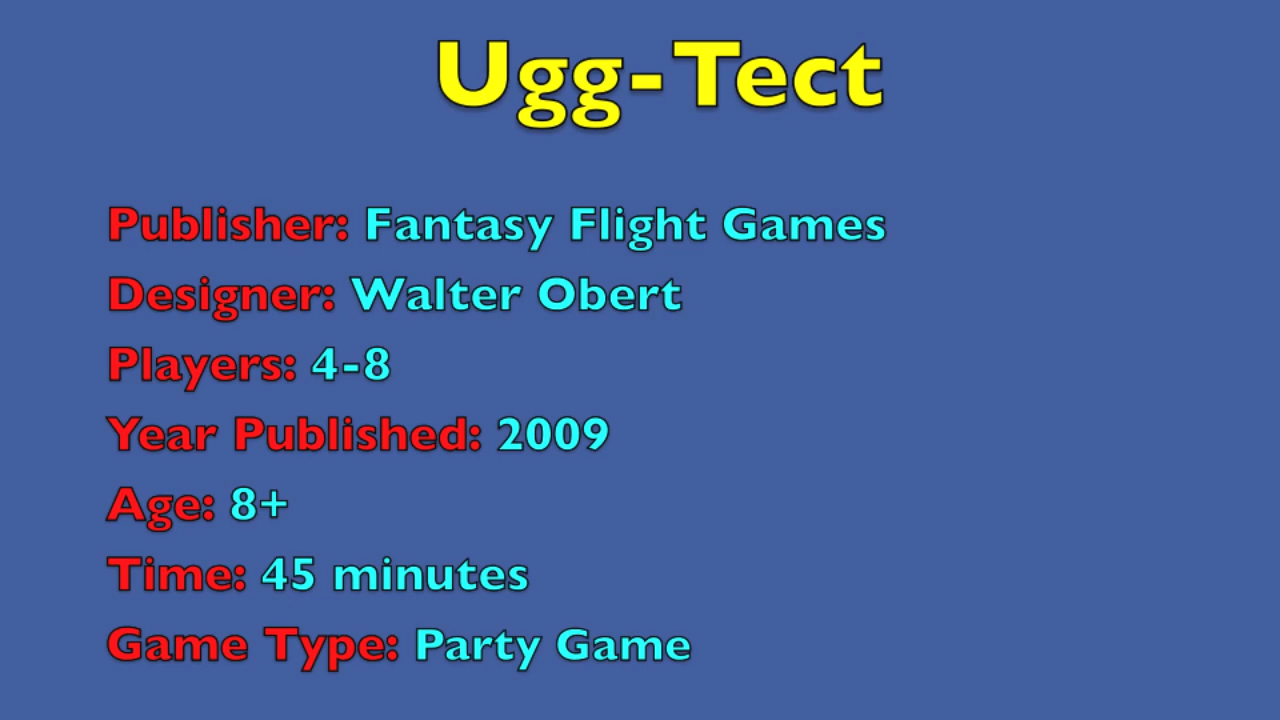 Ugg-Tect
Publisher: Fantasy Flight Games
Designer: Walter Obert
Players: 4-8
Year Published: 2009
Age: 8+
Time: 45 minutes
Game Type: Party Game